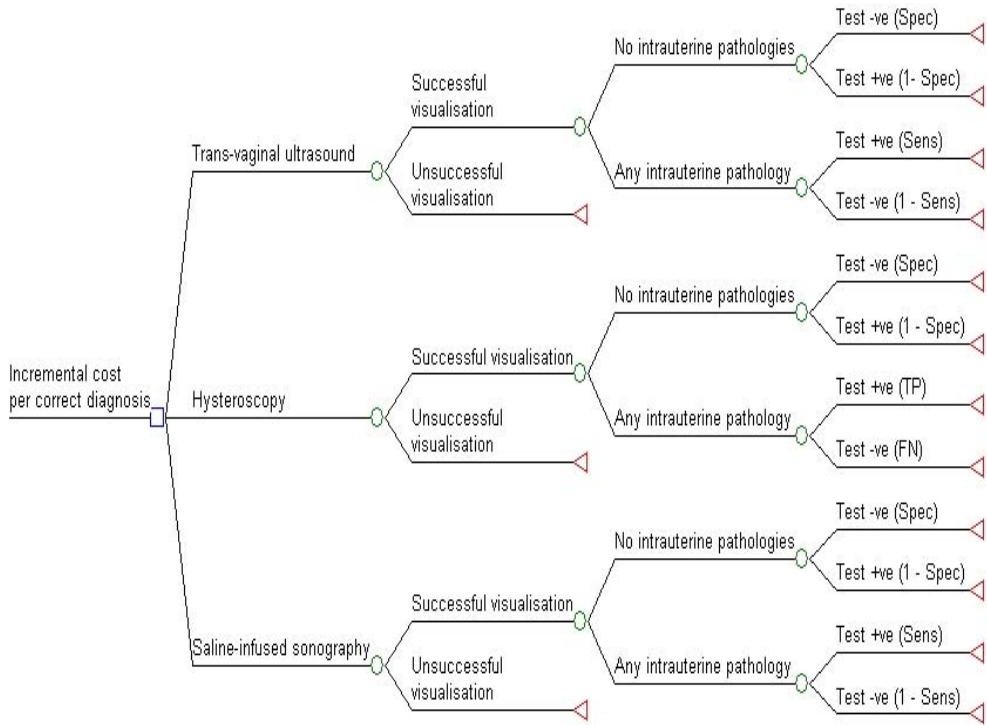 Incremental cost
per correct diagnosis
Trans-vaginal ultrasound
Successful
visualisation
No intrauterine pathologies
Test -ve (Spec)
Test +ve (1- Spec)
Any intrauterine pathology
Test +ve (Sens)
Test -ve (1 - Sens)
Unsuccessful
visualisation
Hysteroscopy
Successful visualisation
No intrauterine pathologies
Test -ve (Spec)
Test +ve (1 - Spec)
Any intrauterine pathology
Test +ve (TP)
Test -ve (FN)
Unsuccessful
visualisation
Saline-infused sonography
Successful visualisation
No intrauterine pathologies
Test -ve (Spec)
Test +ve (1 - Spec)
Any intrauterine pathology
Test +ve (Sens)
Test -ve (1 - Sens)
Unsuccessful
visualisation